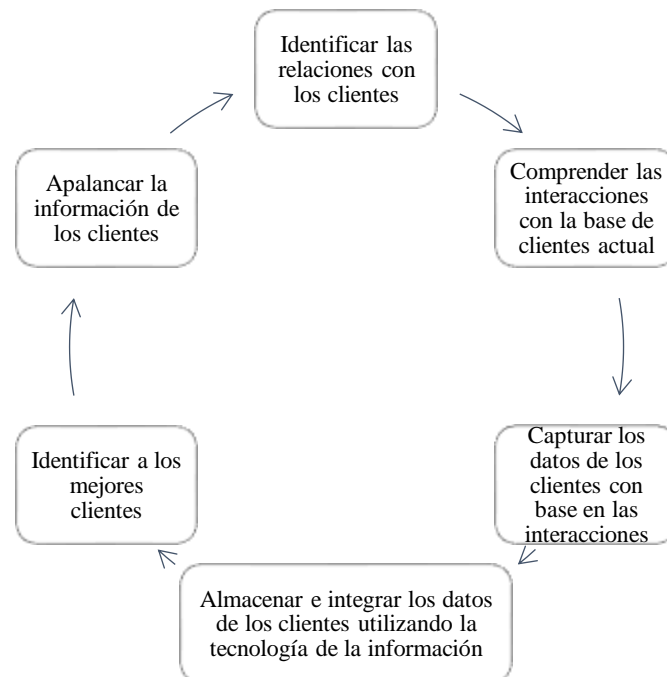 Identificar las
relaciones con
los clientes
Comprender las
interacciones
con la base de
clientes actual
Capturar los
datos de los
clientes con
base en las
interacciones
Almacenar e integrar los datos
de los clientes utilizando la
tecnología de la información
Identificar a los
mejores
clientes
Apalancar la
información de
los clientes